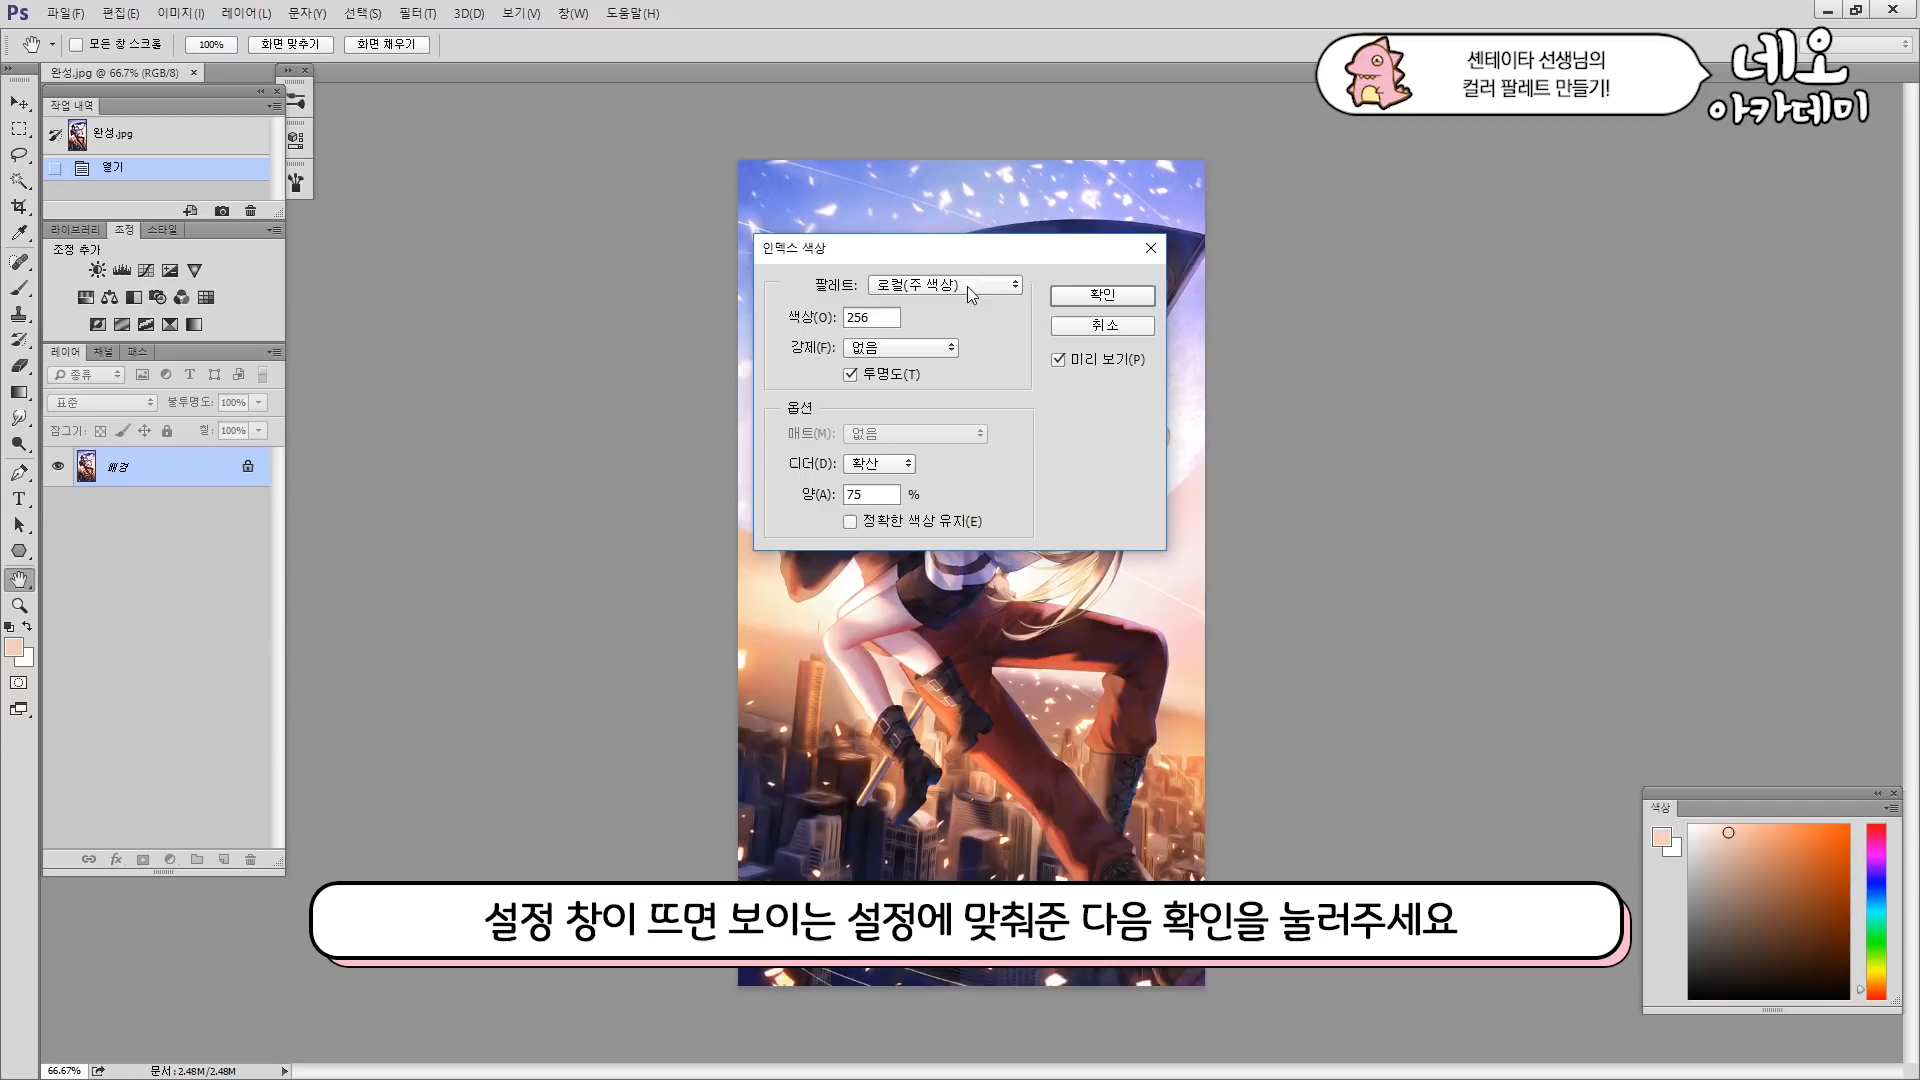 Ps 파일(F) 편집(E) 이미지(I) 레이어(L) 문자(Y) 선택(S) 필터(T) 3D(D) 보기(V) 창(W) 도움말(H)
모든 창 스크롤 100% 화면 맞추기 화면 채우기
셴테이타 선생님의
컬러 팔레트 만들기!
네오
아카데미
완성.jpg @ 66.7% (RGB/8)
작업 내역
완성.jpg
열기
라이브러리 조정 스타일
조정 추가
레이어 채널 패스
종류
표준 불투명도: 100%
잠그기: 칠: 100%
배경
인덱스 색상
팔레트: 로컬(주 색상)
색상(O): 256
강제(F): 없음
투명도(T)
확인
취소
미리 보기(P)
옵션
매트(M): 없음
디더(D): 확산
양(A): 75 %
정확한 색상 유지(E)
색상
설정 창이 뜨면 보이는 설정에 맞춰준 다음 확인을 눌러주세요
66.67% 문서: 2.48M/2.48M